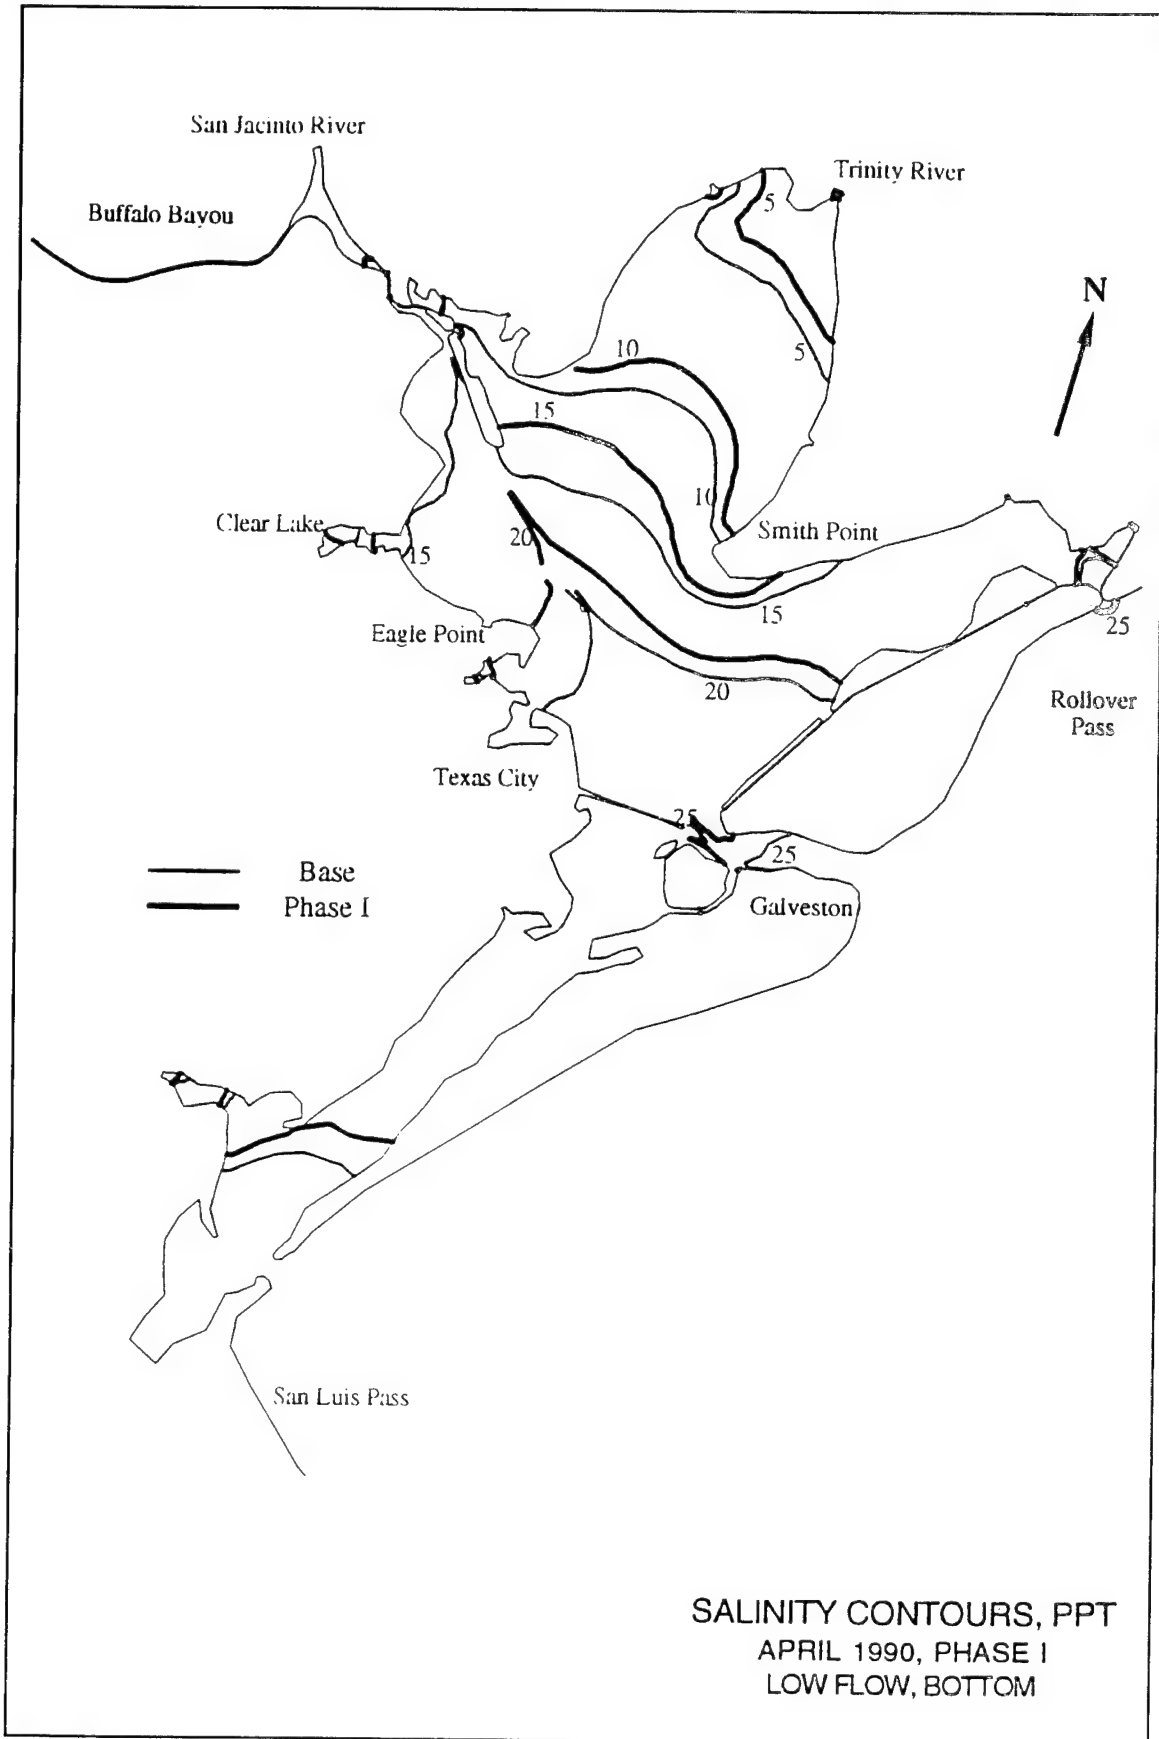 San Jacinto River
Trinity River
Buffalo Bayou
5
N
10
5
15
10
Clear Lake
20
Smith Point
15
15
25
Eagle Point
20
Rollover
Pass
Texas City
25
25
Base
Phase I
Galveston
San Luis Pass
SALINITY CONTOURS, PPT
APRIL 1990, PHASE I
LOW FLOW, BOTTOM